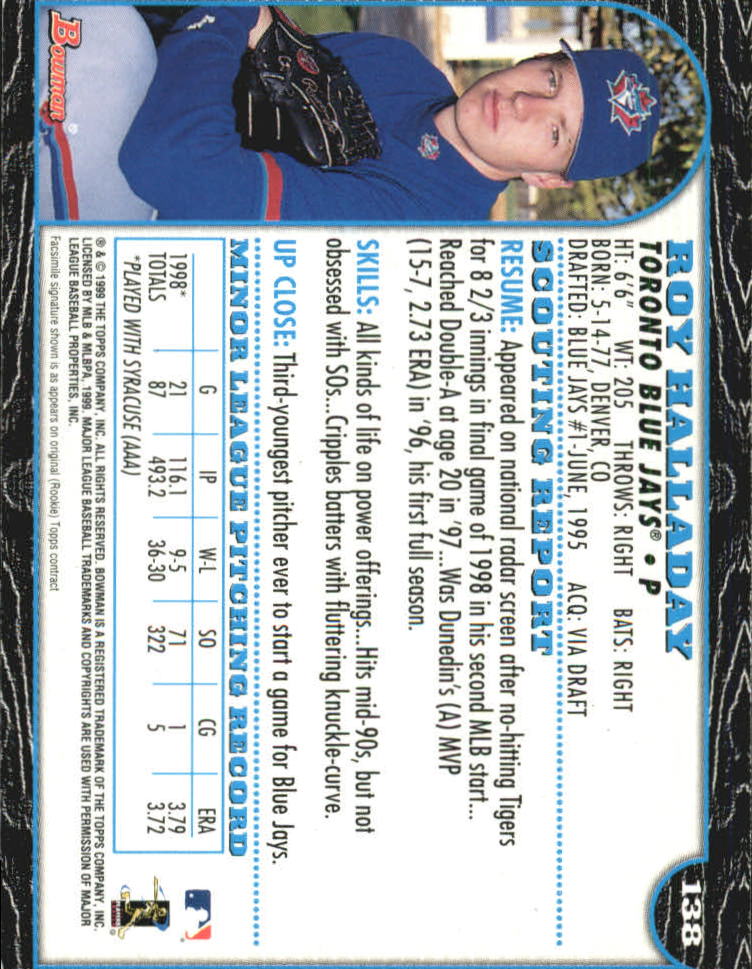 138
ROY HALLADAY
TORONTO BLUE JAYS® • P
HT: 6'6" WT: 205 THROWS: RIGHT BATS: RIGHT
BORN: 5-14-77, DENVER, CO
DRAFTED: BLUE JAYS #1-JUNE, 1995 ACQ: VIA DRAFT
SCOUTING REPORT
RESUME: Appeared on national radar screen after no-hitting Tigers
for 8 2/3 innings in final game of 1998 in his second MLB start...
Reached Double-A at age 20 in '97...Was Dunedin's (A) MVP
(15-7, 2.73 ERA) in '96, his first full season.
SKILLS: All kinds of life on power offerings...Hits mid-90s, but not
obsessed with SOs...Cripples batters with fluttering knuckle-curve.
UP CLOSE: Third-youngest pitcher ever to start a game for Blue Jays.
MINOR LEAGUE PITCHING RECORD
G IP W-L SO CG ERA
1998* 21 116.1 9-5 71 1 3.79
TOTALS 87 493.2 36-30 322 5 3.72
*PLAYED WITH SYRACUSE (AAA)
® & © 1999 THE TOPPS COMPANY, INC. ALL RIGHTS RESERVED. BOWMAN IS A REGISTERED TRADEMARK OF THE TOPPS COMPANY, INC.
LICENSED BY MLB & MLBPA, 1999. MAJOR LEAGUE BASEBALL TRADEMARKS AND COPYRIGHTS ARE USED WITH PERMISSION OF MAJOR
LEAGUE BASEBALL PROPERTIES, INC.
Facsimile signature shown is as appears on original (Rookie) Topps contract
Bowman®